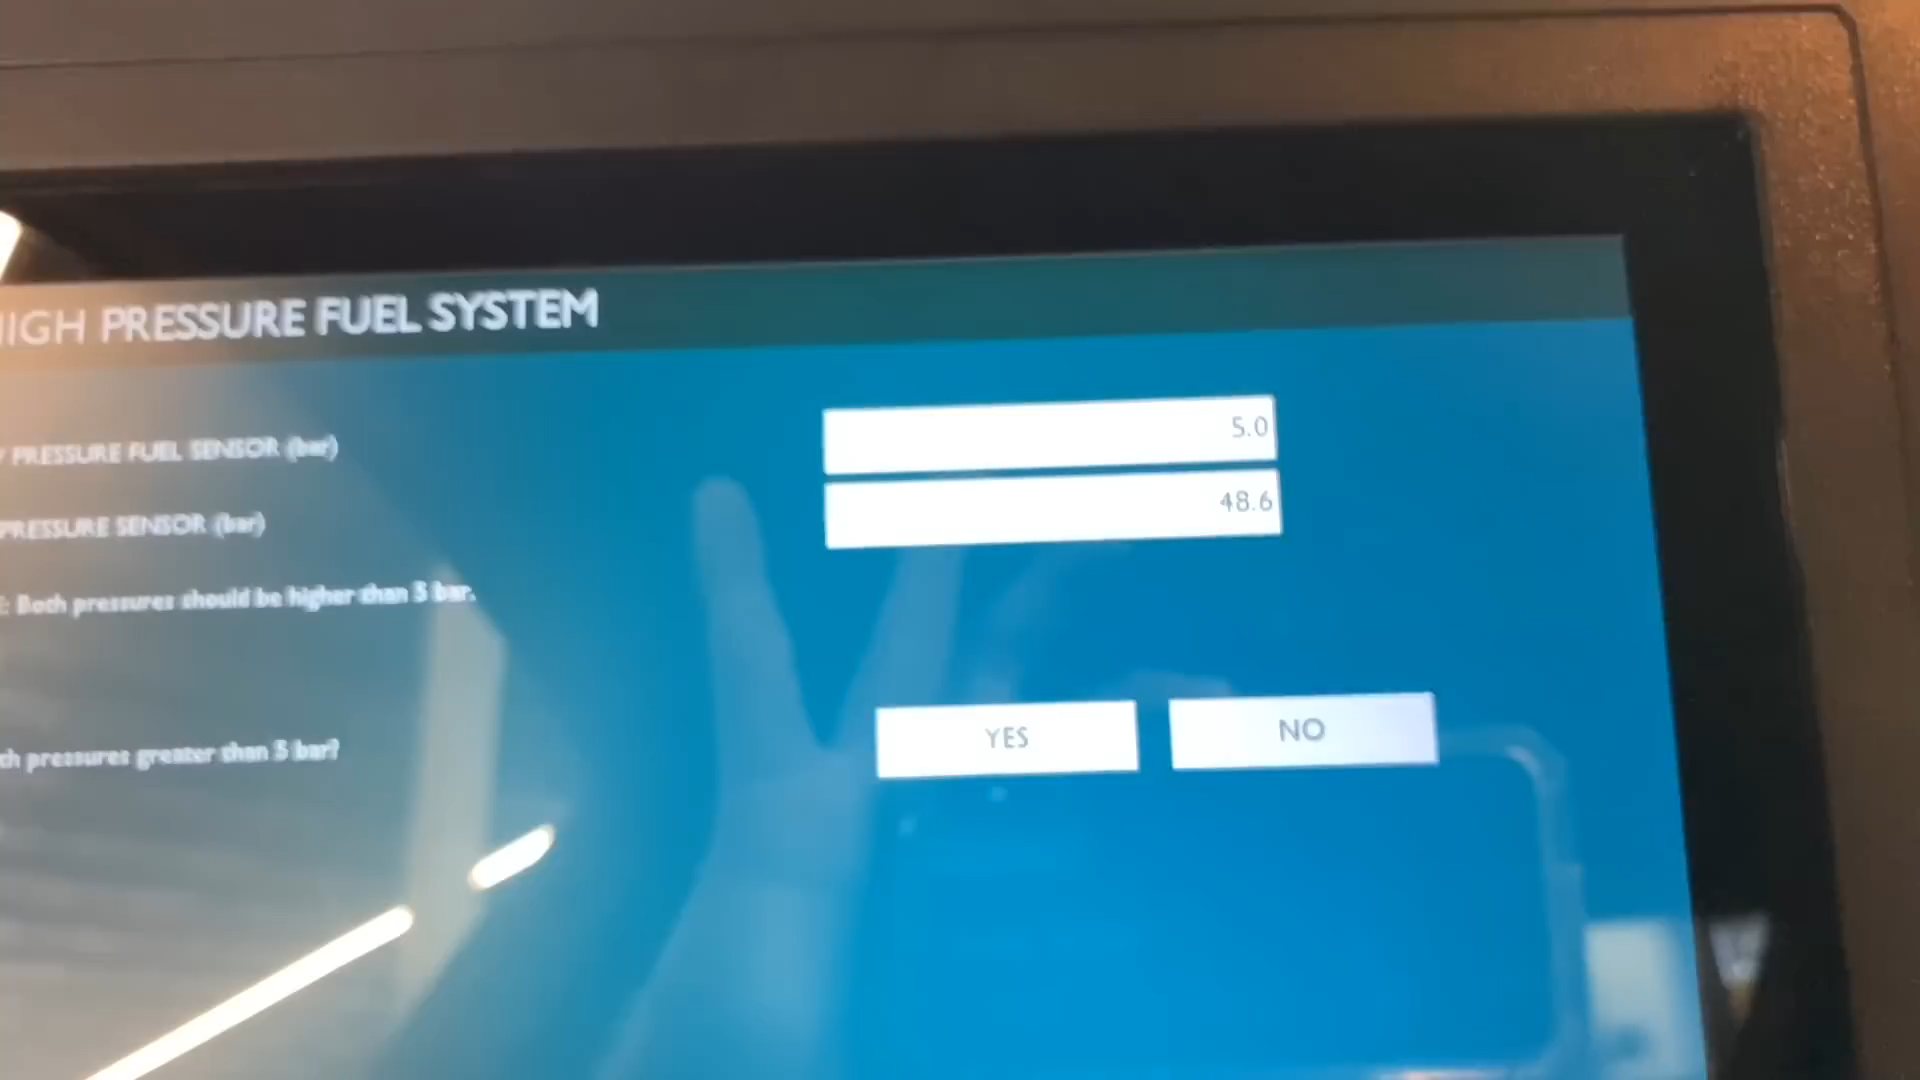 HIGH PRESSURE FUEL SYSTEM
PRESSURE FUEL SENSOR (bar)
5.0
PRESSURE SENSOR (bar)
48.6
Both pressures should be higher than 5 bar.
pressures greater than 5 bar?
YES
NO